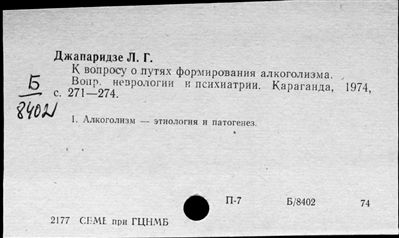 Джапаридзе Л. Г.
К вопросу о путях формирования алкоголизма.
Вопр. неврологии и психиатрии. Караганда, 1974,
с. 271—274.
Б
8402
1. Алкоголизм — этиология и патогенез.
П-7 Б/8402 74
2177 СБМБ при ГЦНМБ